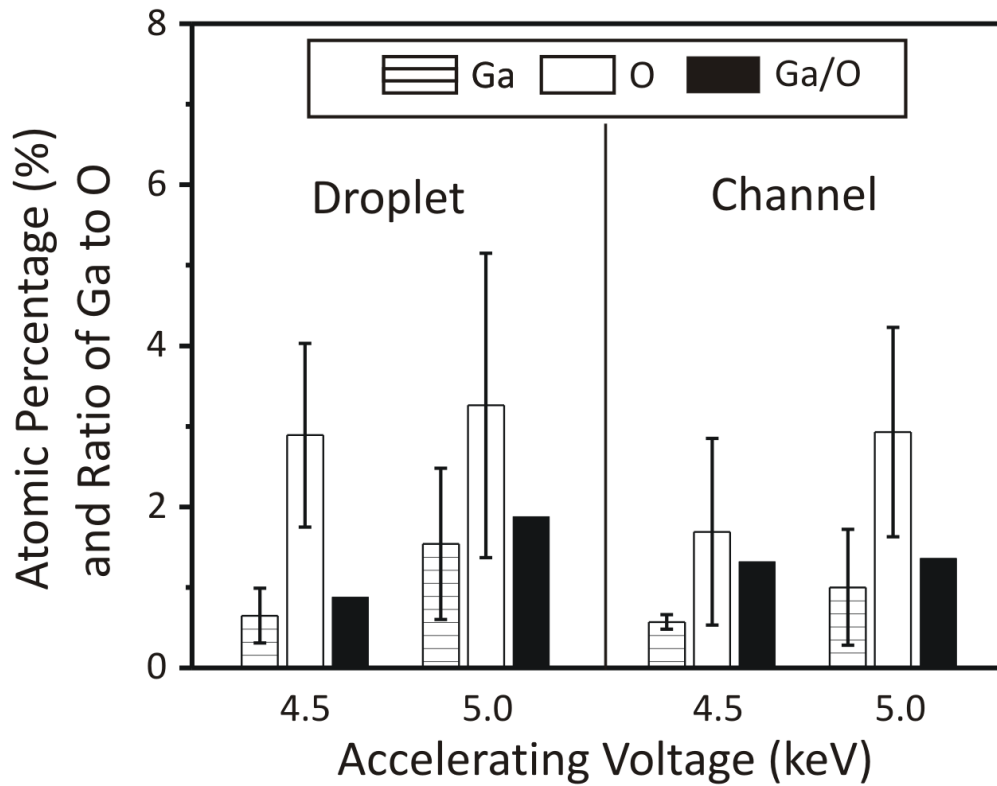 8
Ga O Ga/O
6
Droplet Channel
4
2
0
4.5 5.0 4.5 5.0
Accelerating Voltage (keV)
Atomic Percentage (%)
and Ratio of Ga to O